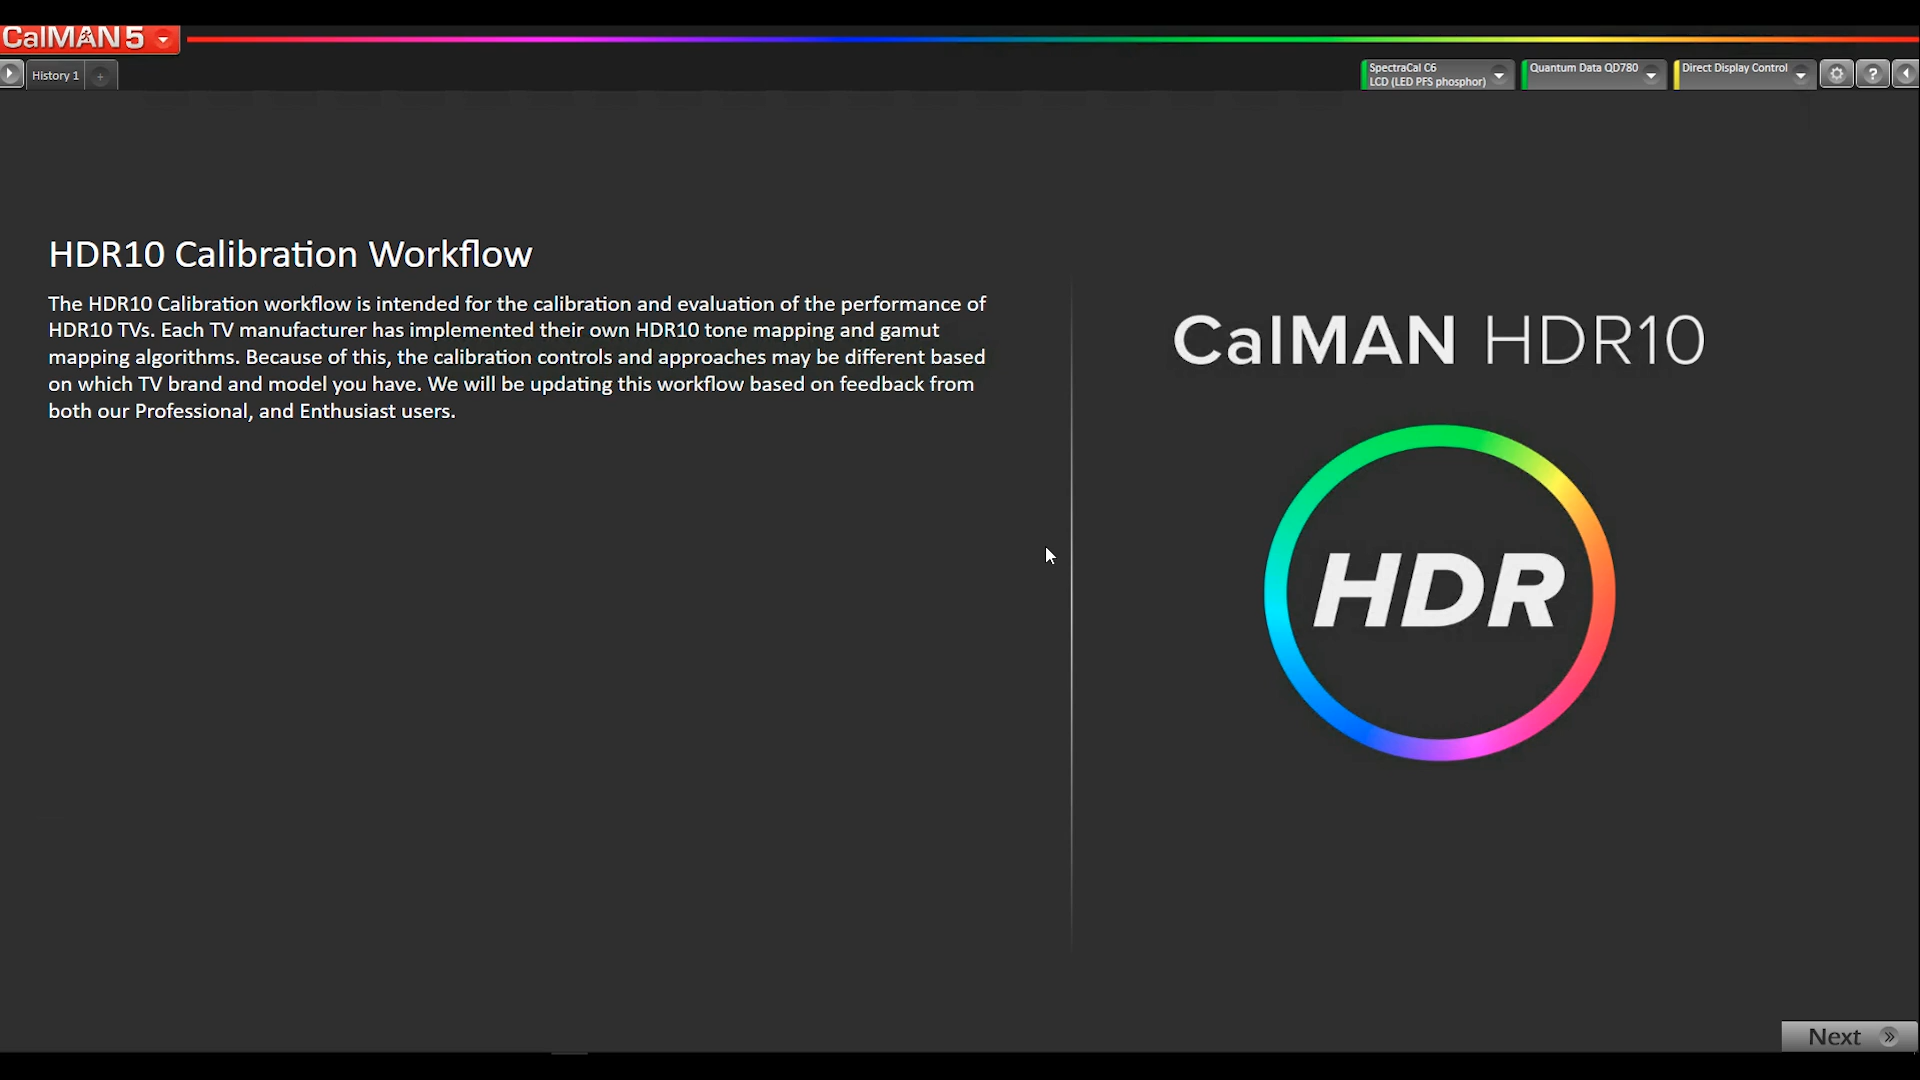 CalMAN 5
History 1
+
SpectraCal C6
LCD (LED PFS phosphor)
Quantum Data QD780
Direct Display Control
?
HDR10 Calibration Workflow
The HDR10 Calibration workflow is intended for the calibration and evaluation of the performance of
HDR10 TVs. Each TV manufacturer has implemented their own HDR10 tone mapping and gamut
mapping algorithms. Because of this, the calibration controls and approaches may be different based
on which TV brand and model you have. We will be updating this workflow based on feedback from
both our Professional, and Enthusiast users.
CalMAN HDR10
HDR
Next